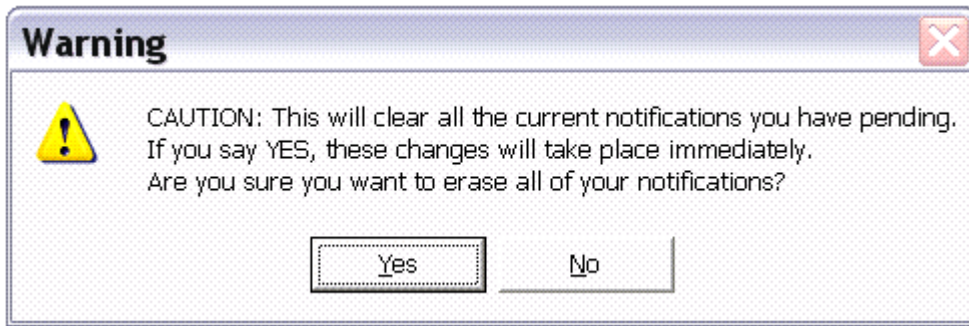 Warning
CAUTION: This will clear all the current notifications you have pending.
If you say YES, these changes will take place immediately.
Are you sure you want to erase all of your notifications?
Yes No